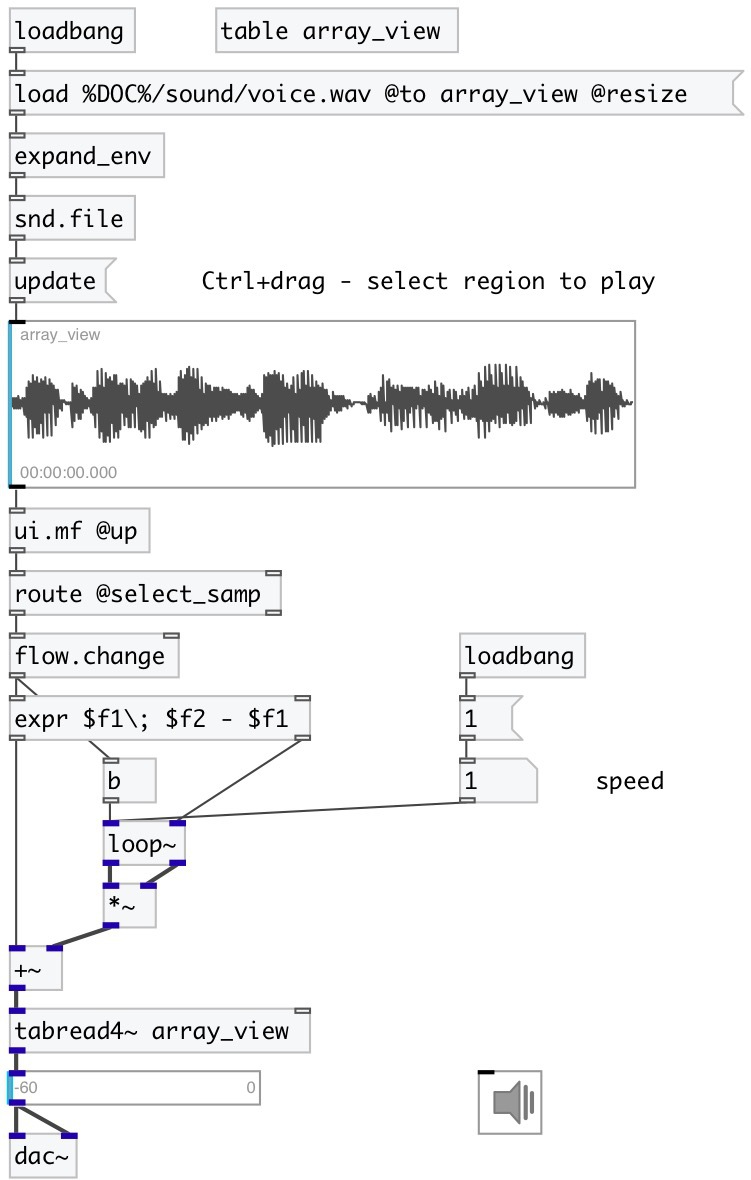 loadbang
table array_view
load %DOC%/sound/voice.wav @to array_view @resize
expand_env
snd.file
update
Ctrl+drag - select region to play
array_view
00:00:00.000
ui.mf @up
route @select_samp
flow.change
loadbang
expr $f1\; $f2 - $f1
1
b
1
speed
loop~
*~
+~
tabread4~ array_view
-60
0
dac~